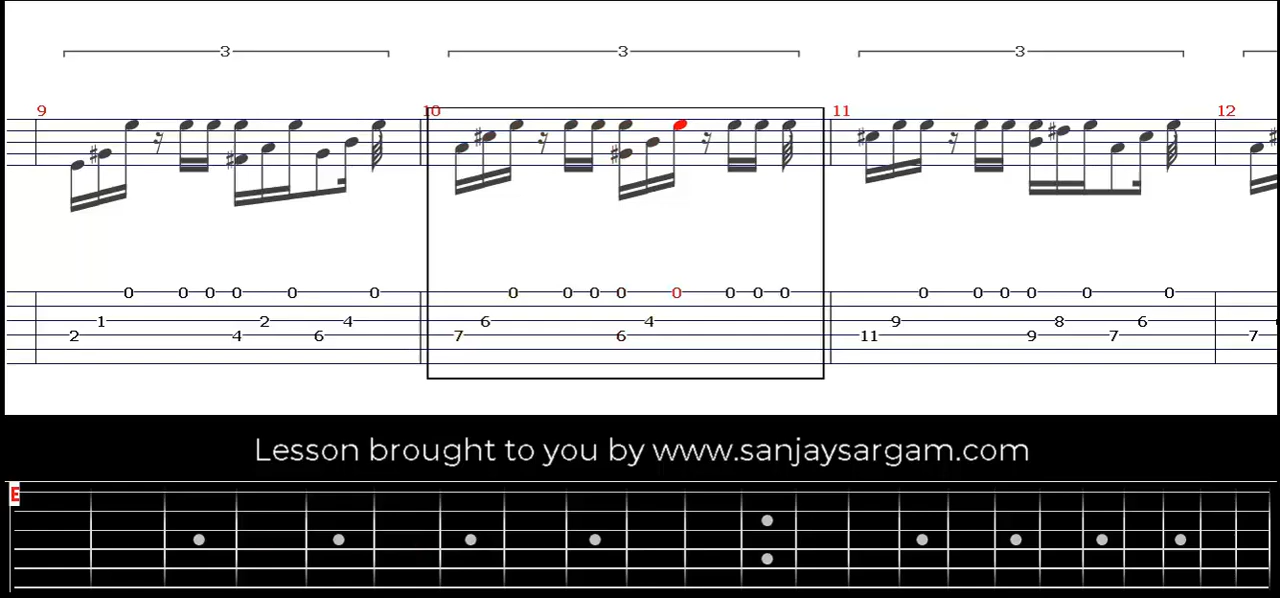 3 3 3
9 10 11 12
0 0 0 0 0 0 0 0 0 0 0 0 0 0 0 0 0 0 0 0
1 2 4 6 4 9 8 6
2 4 6 7 6 11 9 7 7
Lesson brought to you by www.sanjaysargam.com
E